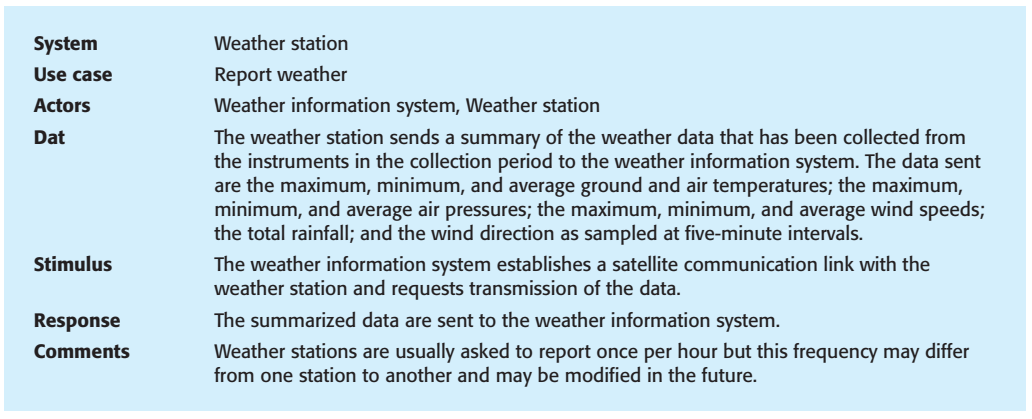 System Weather station
Use case Report weather
Actors Weather information system, Weather station
Dat The weather station sends a summary of the weather data that has been collected from
the instruments in the collection period to the weather information system. The data sent
are the maximum, minimum, and average ground and air temperatures; the maximum,
minimum, and average air pressures; the maximum, minimum, and average wind speeds;
the total rainfall; and the wind direction as sampled at five-minute intervals.
Stimulus The weather information system establishes a satellite communication link with the
weather station and requests transmission of the data.
Response The summarized data are sent to the weather information system.
Comments Weather stations are usually asked to report once per hour but this frequency may differ
from one station to another and may be modified in the future.